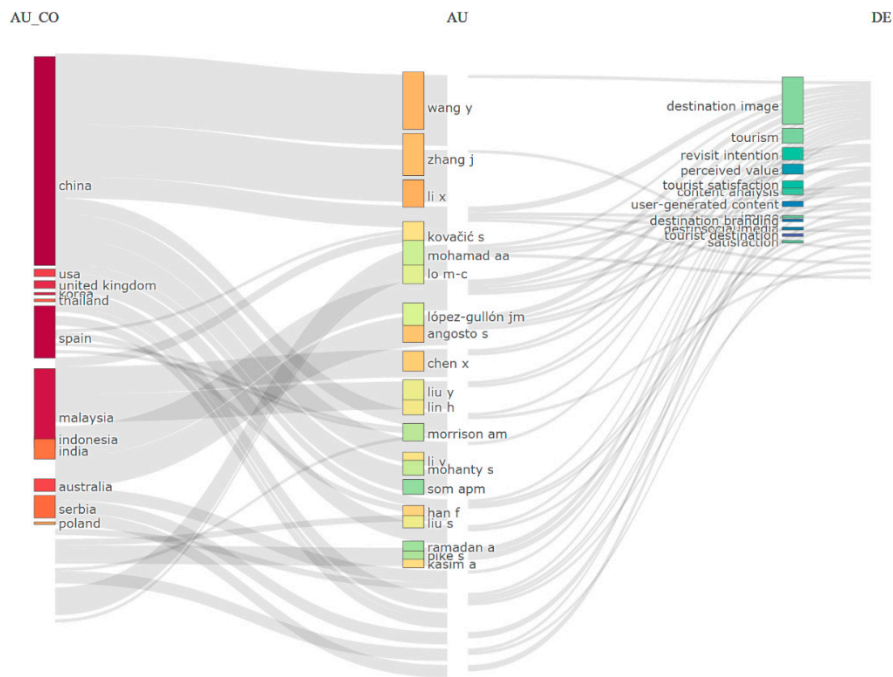 AU_CO
AU
DE
china
usa
united kingdom
korea
thailand
spain
malaysia
indonesia
india
australia
serbia
poland
wang y
zhang j
li x
kovačić s
mohamad aa
lo m-c
lópez-gullón jm
angosto s
chen x
liu y
lin h
morrison am
li y
mohanty s
som apm
han f
liu s
ramadan a
pike s
kasim a
destination image
tourism
revisit intention
perceived value
tourist satisfaction
content analysis
user-generated content
destination branding
social media
tourist destination
satisfaction